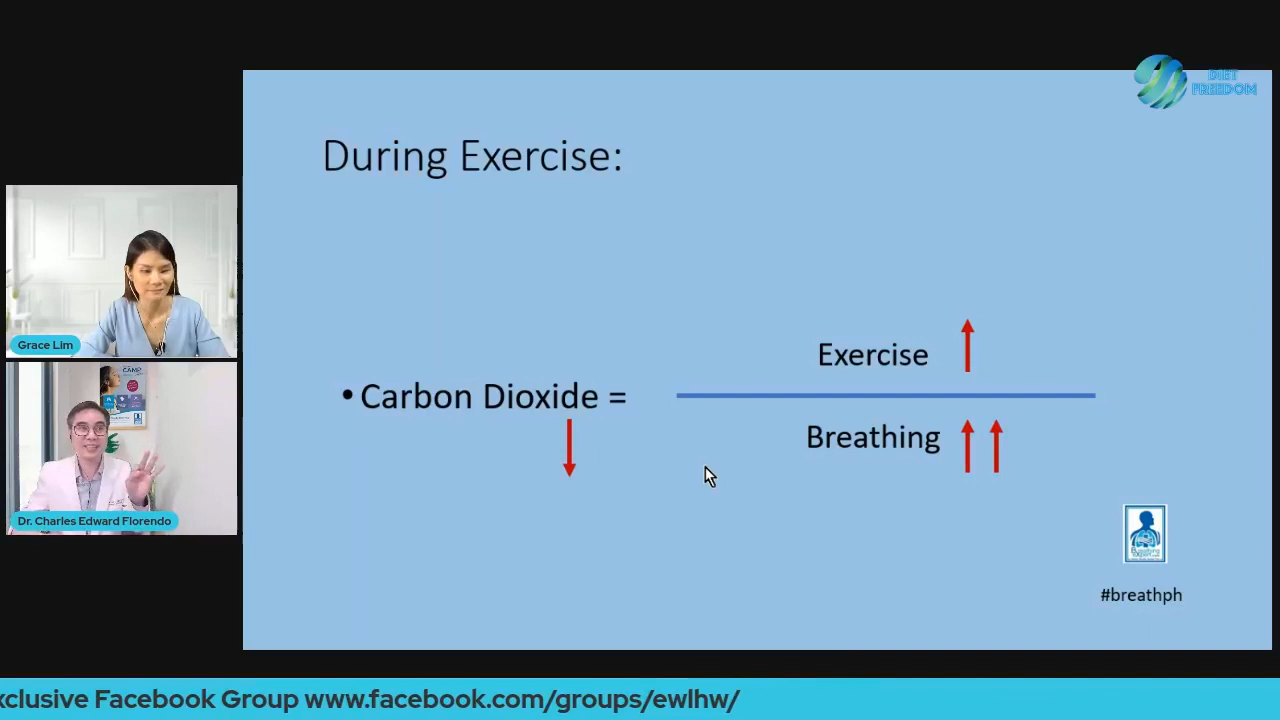 DIET
FREEDOM
During Exercise:
Grace Lim
Exercise
• Carbon Dioxide =
Breathing
Dr. Charles Edward Florendo
#breathph
xclusive Facebook Group www.facebook.com/groups/ewlhw/